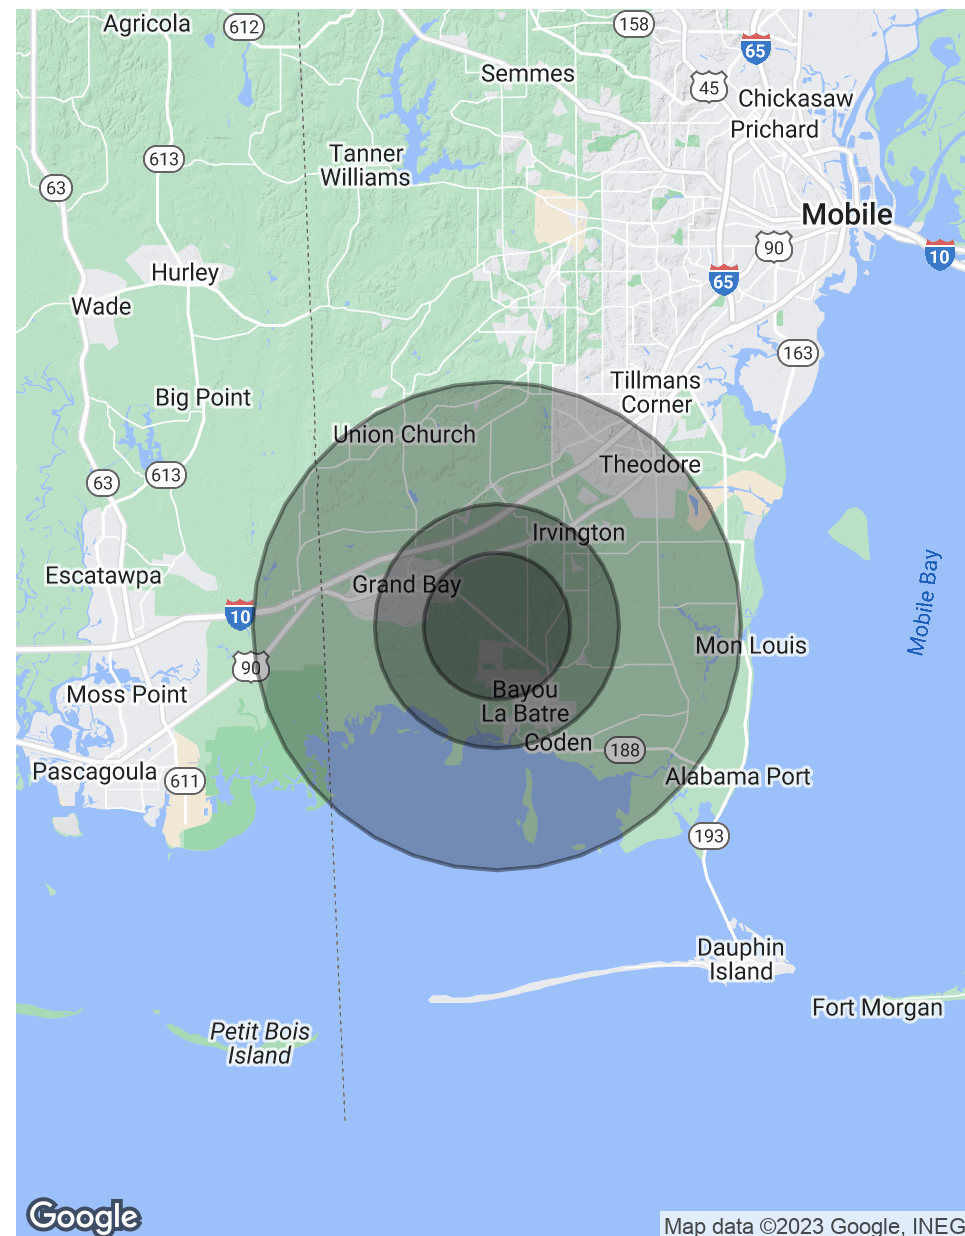 Agricola
612
158
65
Semmes
45
Chickasaw
Prichard
613
Tanner
Williams
63
Mobile
90
10
Hurley
65
Wade
163
Tillmans
Corner
Big Point
Union Church
Theodore
613
63
Irvington
Escatawpa
Grand Bay
Mobile Bay
10
Mon Louis
90
Moss Point
Bayou
La Batre
Coden
188
Pascagoula
611
Alabama Port
193
Dauphin
Island
Fort Morgan
Petit Bois
Island
Google
Map data ©2023 Google, INEG